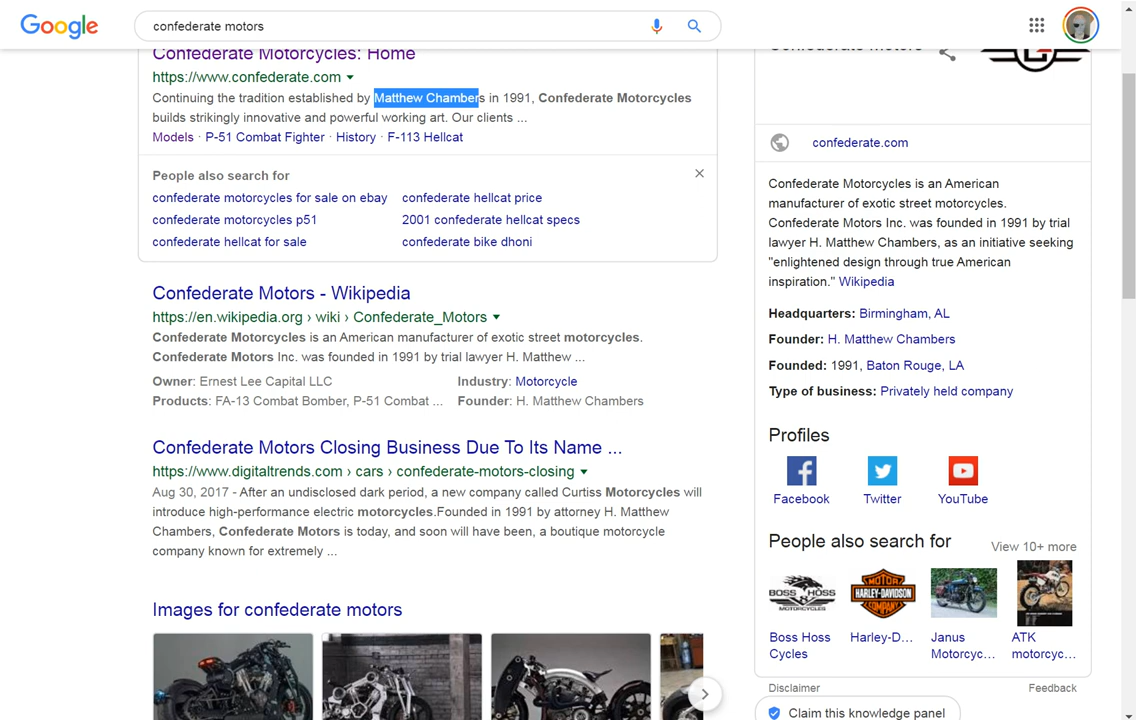 Google
confederate motors
Confederate Motorcycles: Home
https://www.confederate.com
Continuing the tradition established by Matthew Chambers in 1991, Confederate Motorcycles
builds strikingly innovative and powerful working art. Our clients ...
Models · P-51 Combat Fighter · History · F-113 Hellcat
People also search for
confederate motorcycles for sale on ebay
confederate hellcat price
confederate motorcycles p51
2001 confederate hellcat specs
confederate hellcat for sale
confederate bike dhoni
Confederate Motors - Wikipedia
https://en.wikipedia.org › wiki › Confederate_Motors
Confederate Motorcycles is an American manufacturer of exotic street motorcycles.
Confederate Motors Inc. was founded in 1991 by trial lawyer H. Matthew ...
Owner: Ernest Lee Capital LLC
Industry: Motorcycle
Products: FA-13 Combat Bomber, P-51 Combat ...
Founder: H. Matthew Chambers
Confederate Motors Closing Business Due To Its Name ...
https://www.digitaltrends.com › cars › confederate-motors-closing
Aug 30, 2017 - After an undisclosed dark period, a new company called Curtiss Motorcycles will
introduce high-performance electric motorcycles.Founded in 1991 by attorney H. Matthew
Chambers, Confederate Motors is today, and soon will have been, a boutique motorcycle
company known for extremely ...
Images for confederate motors
Confederate Motors
confederate.com
Confederate Motorcycles is an American
manufacturer of exotic street motorcycles.
Confederate Motors Inc. was founded in 1991 by trial
lawyer H. Matthew Chambers, as an initiative seeking
"enlightened design through true American
inspiration." Wikipedia
Headquarters: Birmingham, AL
Founder: H. Matthew Chambers
Founded: 1991, Baton Rouge, LA
Type of business: Privately held company
Profiles
Facebook
Twitter
YouTube
People also search for
View 10+ more
BOSS HOSS
MOTORCYCLES
MOTOR
HARLEY-DAVIDSON
COMPANY
Boss Hoss
Cycles
Harley-D...
Janus
Motorcyc...
ATK
motorcyc...
Disclaimer
Feedback
Claim this knowledge panel